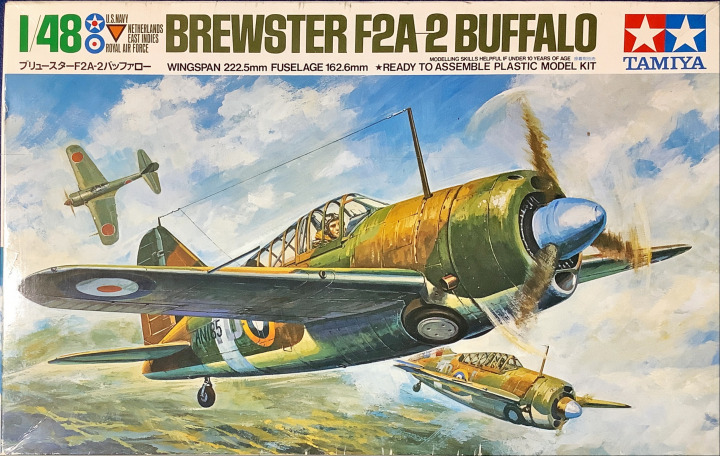 1/48
U.S. NAVY
NETHERLANDS
EAST INDIES
ROYAL AIR FORCE
BREWSTER F2A-2 BUFFALO
TAMIYA
ブリュースターF2A-2バッファロー
MODELLING SKILLS HELPFUL IF UNDER 10 YEARS OF AGE
WINGSPAN 222.5mm FUSELAGE 162.6mm ★READY TO ASSEMBLE PLASTIC MODEL KIT